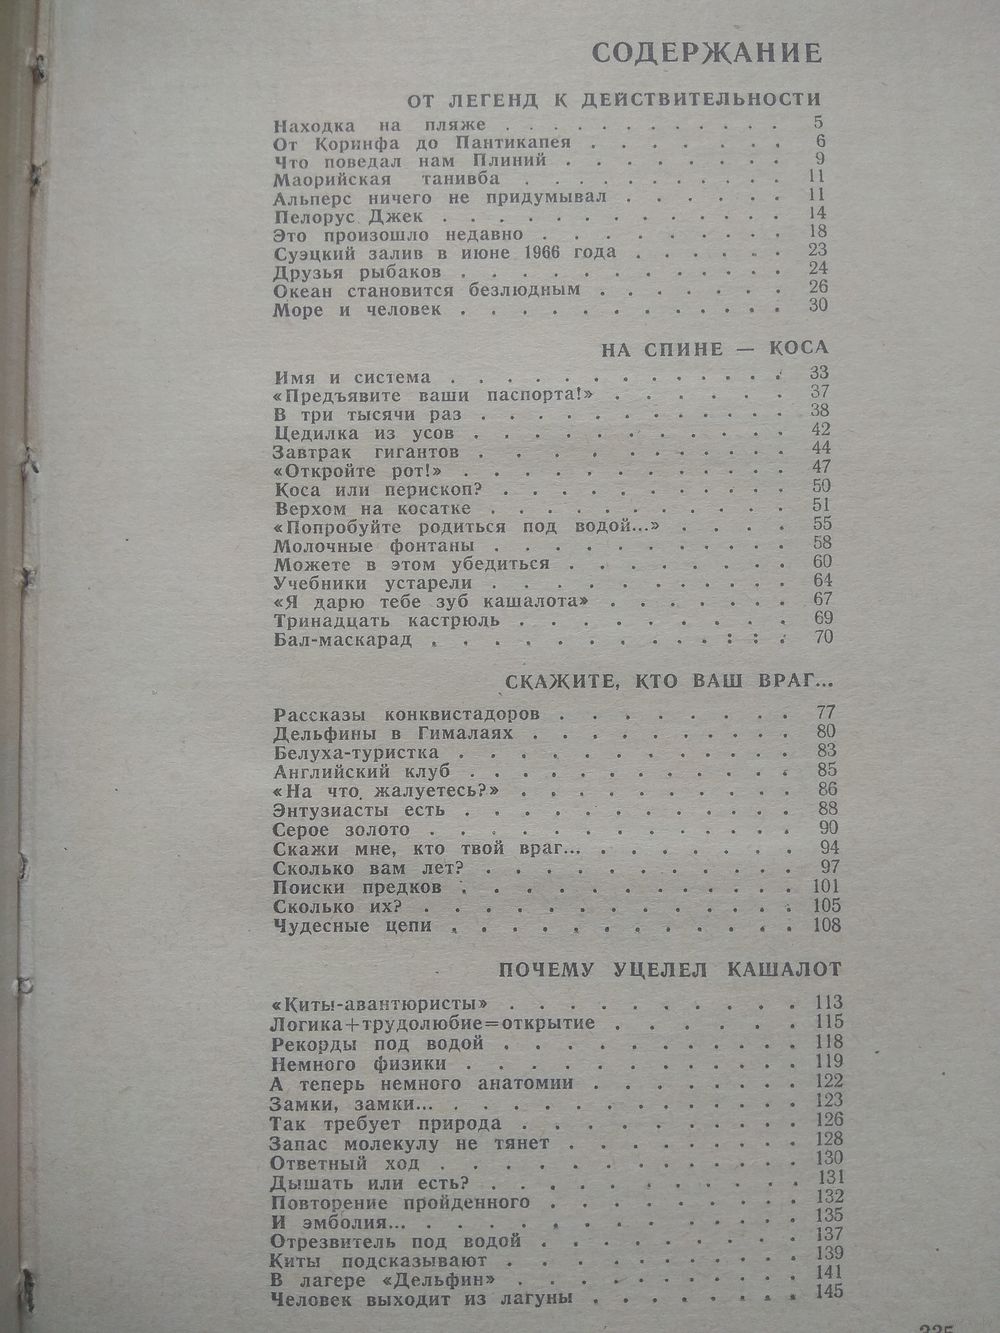 СОДЕРЖАНИЕ
ОТ ЛЕГЕНД К ДЕЙСТВИТЕЛЬНОСТИ
Находка на пляже . . . . . . . . . . . . 5
От Коринфа до Пантикапея . . . . . . . 6
Что поведал нам Плиний . . . . . . . . 9
Маорийская танивба . . . . . . . . . . 11
Альперс ничего не придумывал . . . . . . 11
Пелорус Джек . . . . . . . . . . . . . 14
Это произошло недавно . . . . . . . . . 18
Суэцкий залив в июне 1966 года . . . . . . 23
Друзья рыбаков . . . . . . . . . . . . 24
Океан становится безлюдным . . . . . . . 26
Море и человек . . . . . . . . . . . . 30
НА СПИНЕ — КОСА
Имя и система . . . . . . . . . . . . 33
«Предъявите ваши паспорта!» . . . . . . 37
В три тысячи раз . . . . . . . . . . . 38
Цедилка из усов . . . . . . . . . . . 42
Завтрак гигантов . . . . . . . . . . . 44
«Откройте рот!» . . . . . . . . . . . 47
Коса или перископ? . . . . . . . . . . 50
Верхом на косатке . . . . . . . . . . 51
«Попробуйте родиться под водой...» . . . . 55
Молочные фонтаны . . . . . . . . . . 58
Можете в этом убедиться . . . . . . . . 60
Учебники устарели . . . . . . . . . . 64
«Я дарю тебе зуб кашалота» . . . . . . . 67
Тринадцать кастрюль . . . . . . . . . 69
Бал-маскарад . . . . . . . . . . . . 70
СКАЖИТЕ, КТО ВАШ ВРАГ...
Рассказы конквистадоров . . . . . . . . 77
Дельфины в Гималаях . . . . . . . . . 80
Белуха-туристка . . . . . . . . . . . 83
Английский клуб . . . . . . . . . . . 85
«На что жалуетесь?» . . . . . . . . . 86
Энтузиасты есть . . . . . . . . . . . 88
Серое золото . . . . . . . . . . . . 90
Скажи мне, кто твой враг... . . . . . . . 94
Сколько вам лет? . . . . . . . . . . 97
Поиски предков . . . . . . . . . . . 101
Сколько их? . . . . . . . . . . . . 105
Чудесные цепи . . . . . . . . . . . 108
ПОЧЕМУ УЦЕЛЕЛ КАШАЛОТ
«Киты-авантюристы» . . . . . . . . . . 113
Логика+трудолюбие=открытие . . . . . . 115
Рекорды под водой . . . . . . . . . . 118
Немного физики . . . . . . . . . . . 119
А теперь немного анатомии . . . . . . . 122
Замки, замки... . . . . . . . . . . . 123
Так требует природа . . . . . . . . . 126
Запас молекулу не тянет . . . . . . . . 128
Ответный ход . . . . . . . . . . . . 130
Дышать или есть? . . . . . . . . . . 131
Повторение пройденного . . . . . . . . 132
И эмболия... . . . . . . . . . . . . 135
Отрезвитель под водой . . . . . . . . 137
Киты подсказывают . . . . . . . . . . 139
В лагере «Дельфин» . . . . . . . . . 141
Человек выходит из лагуны . . . . . . . 145